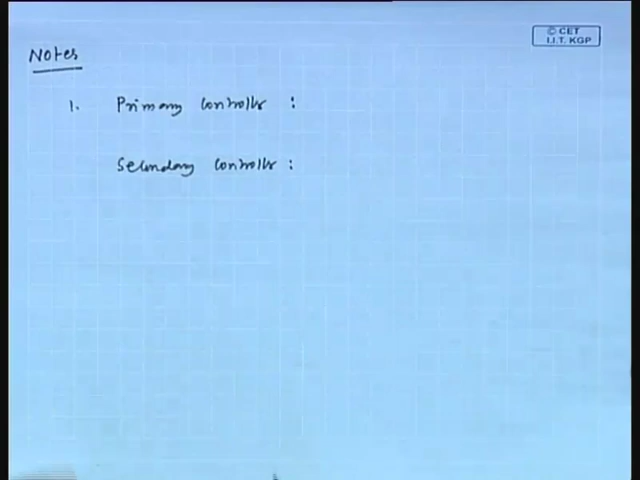 © CET
I.I.T. KGP
Notes
1. Primary Controller :
Secondary Controller :